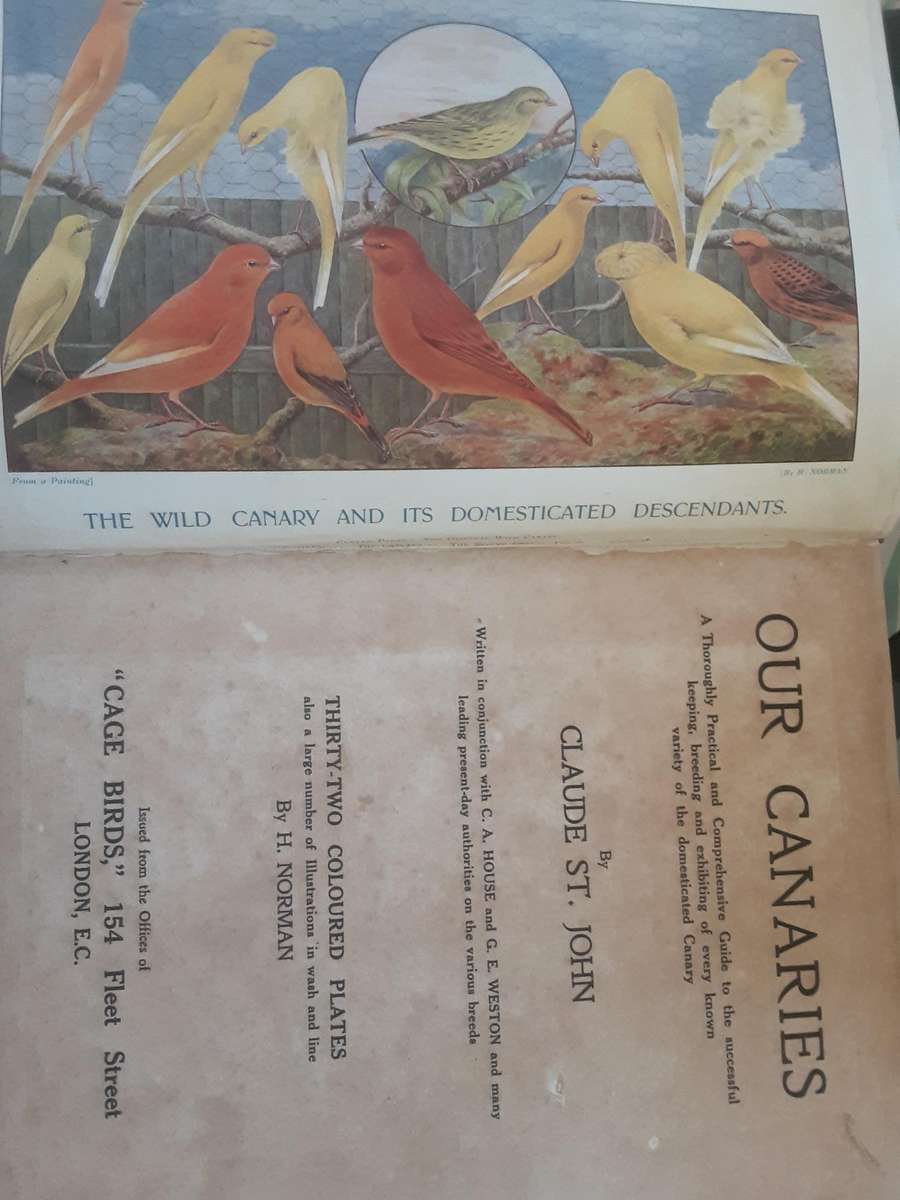 From a Painting]
[By H. NORMAN
THE WILD CANARY AND ITS DOMESTICATED DESCENDANTS.
OUR CANARIES
A Thoroughly Practical and Comprehensive Guide to the successful
keeping, breeding and exhibiting of every known
variety of the domesticated Canary
By
CLAUDE ST. JOHN
Written in conjunction with C. A. HOUSE and G. E. WESTON and many
leading present-day authorities on the various breeds
THIRTY-TWO COLOURED PLATES
also a large number of Illustrations in wash and line
By H. NORMAN
Issued from the Offices of
"CAGE BIRDS," 154 Fleet Street
LONDON, E.C.